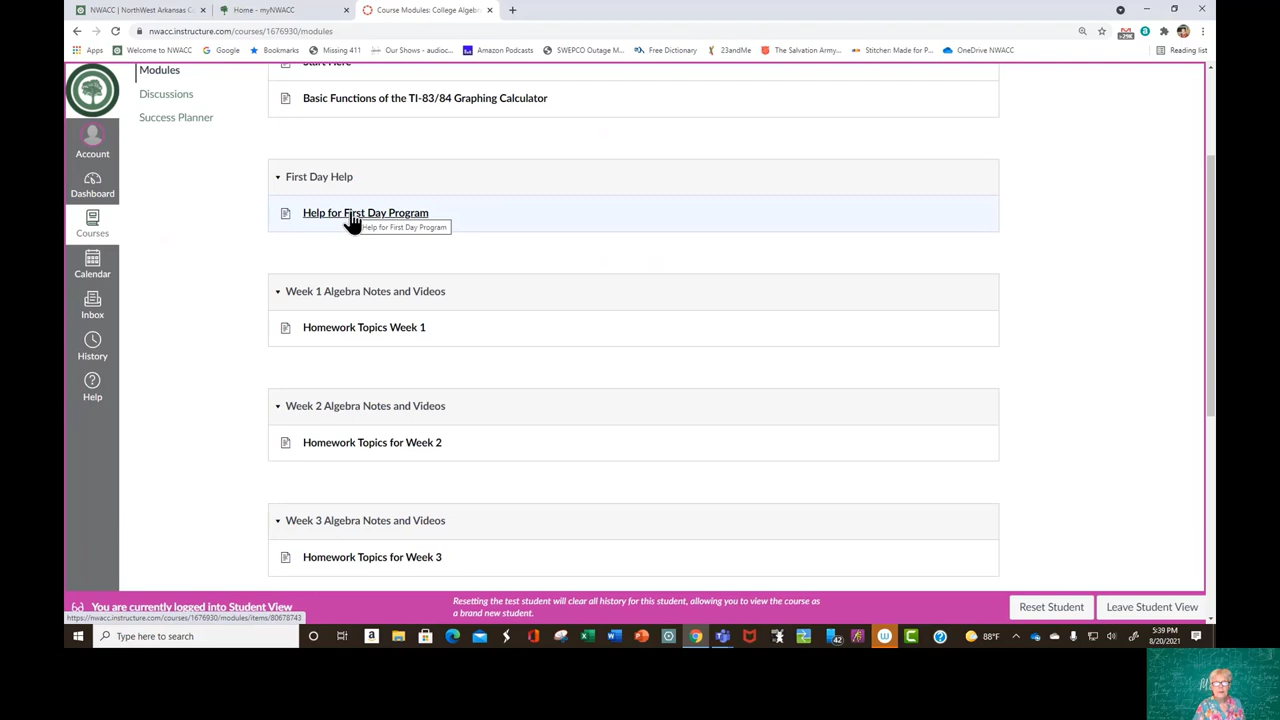 NWACC | NorthWest Arkansas C
Home - myNWACC
Course Modules: College Algebr
nwacc.instructure.com/courses/1676930/modules
Apps
Welcome to NWACC
Google
Bookmarks
Missing 411
Our Shows - audioc...
Amazon Podcasts
SWEPCO Outage M...
Free Dictionary
23andMe
The Salvation Army...
Stitcher: Made for P...
OneDrive NWACC
Reading list
Modules
Discussions
Success Planner
Account
Dashboard
Courses
Calendar
Inbox
History
Help
Start Here
Basic Functions of the TI-83/84 Graphing Calculator
First Day Help
Help for First Day Program
Help for First Day Program
Week 1 Algebra Notes and Videos
Homework Topics Week 1
Week 2 Algebra Notes and Videos
Homework Topics for Week 2
Week 3 Algebra Notes and Videos
Homework Topics for Week 3
You are currently logged into Student View
Resetting the test student will clear all history for this student, allowing you to view the course as
a brand new student.
Reset Student
Leave Student View
https://nwacc.instructure.com/courses/1676930/modules/items/80678743
Type here to search
42
88°F
5:39 PM
8/20/2021